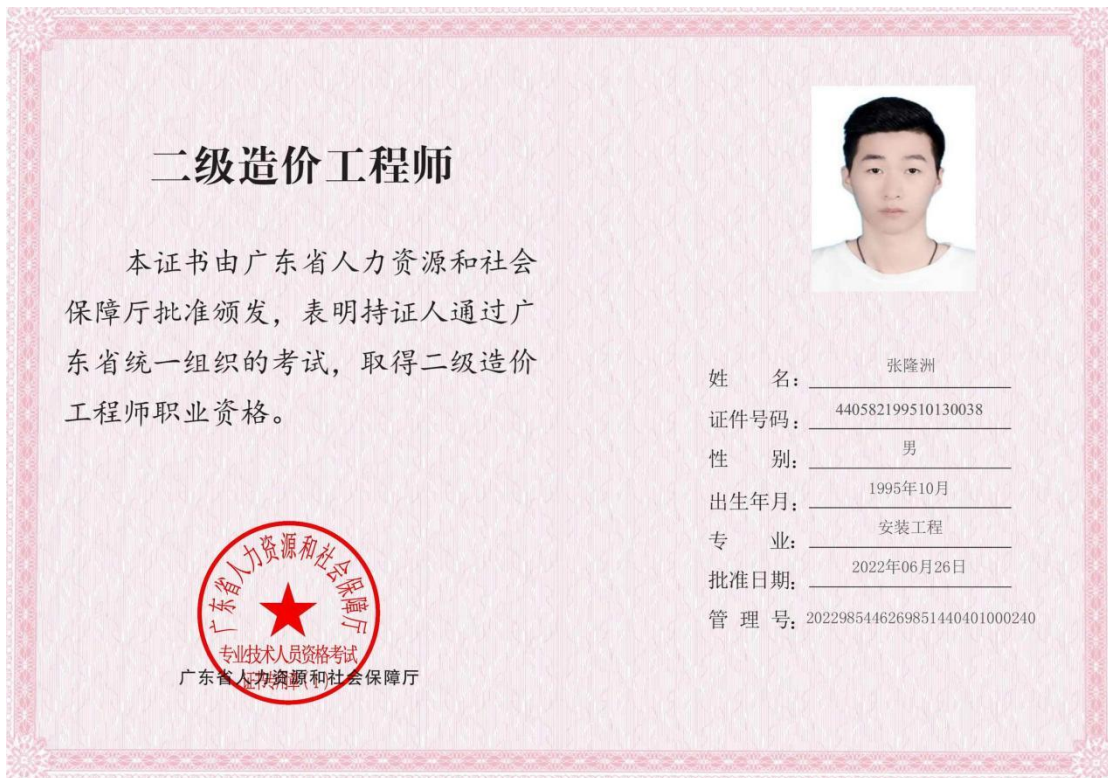 二级造价工程师
本证书由广东省人力资源和社会
保障厅批准颁发，表明持证人通过广
东省统一组织的考试，取得二级造价
工程师职业资格。
广东省人力资源和社会保障厅
专业技术人员资格考试
证书专用章(1)
广东省人力资源和社会保障厅
姓 名：张隆洲
证件号码：440582199510130038
性 别：男
出生年月：1995年10月
专 业：安装工程
批准日期：2022年06月26日
管 理 号：2022985446269851440401000240